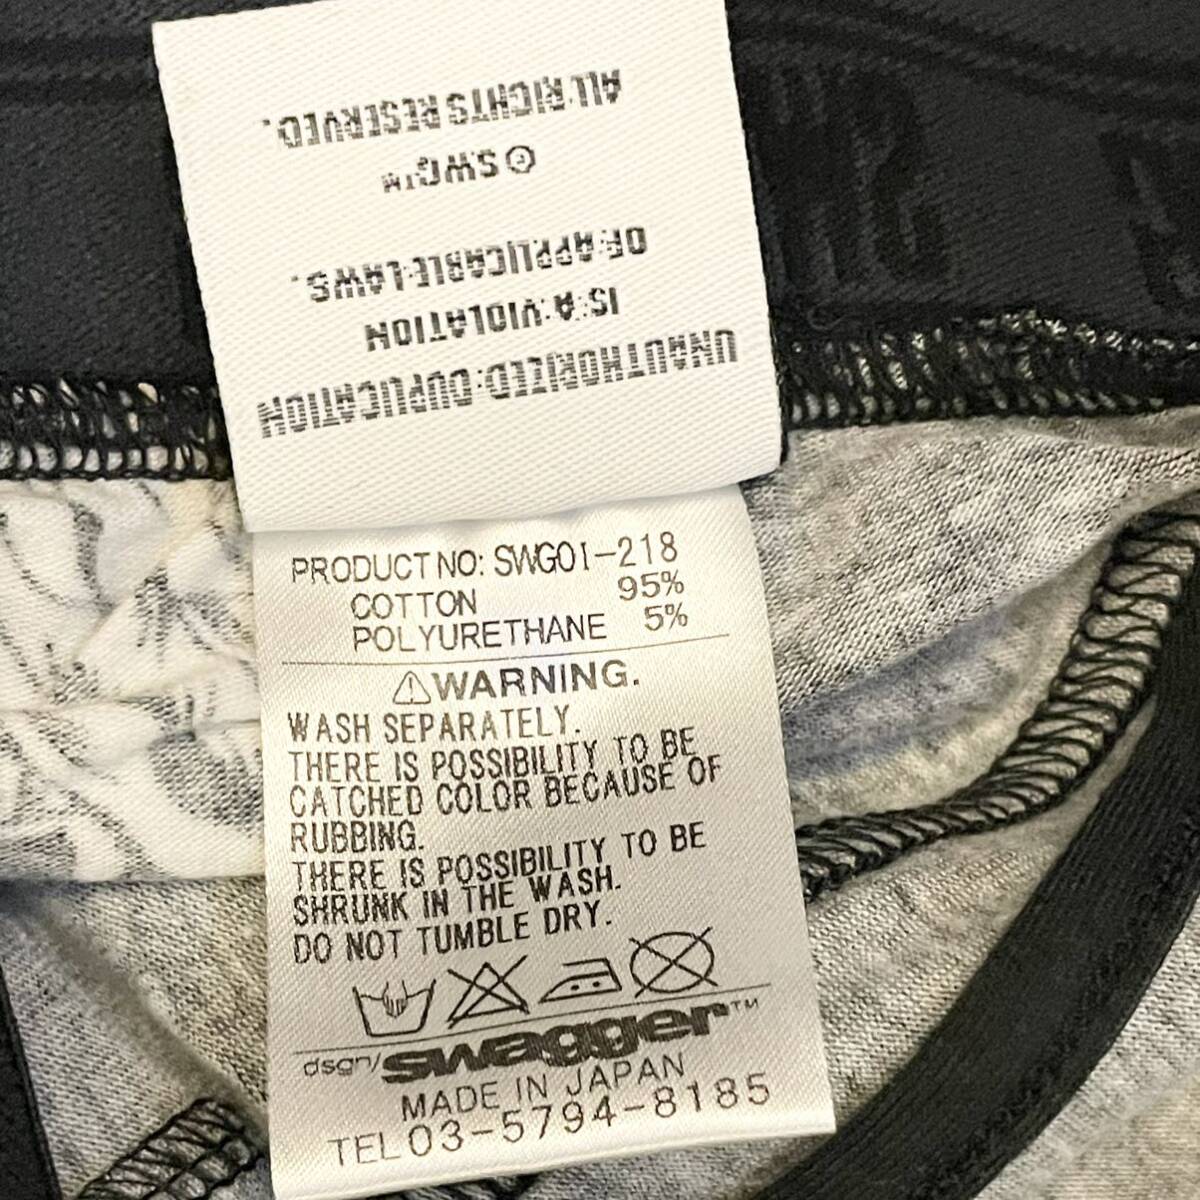 UNAUTHORIZED DUPLICATION
IS A VIOLATION
OF APPLICABLE LAWS.
© SWG™
ALL RIGHTS RESERVED.
PRODUCT NO: SWG01-218
COTTON 95%
POLYURETHANE 5%
⚠WARNING.
WASH SEPARATELY.
THERE IS POSSIBILITY TO BE
CATCHED COLOR BECAUSE OF
RUBBING.
THERE IS POSSIBILITY TO BE
SHRUNK IN THE WASH.
DO NOT TUMBLE DRY.
dsgn/swagger™
MADE IN JAPAN
TEL 03-5794-8185